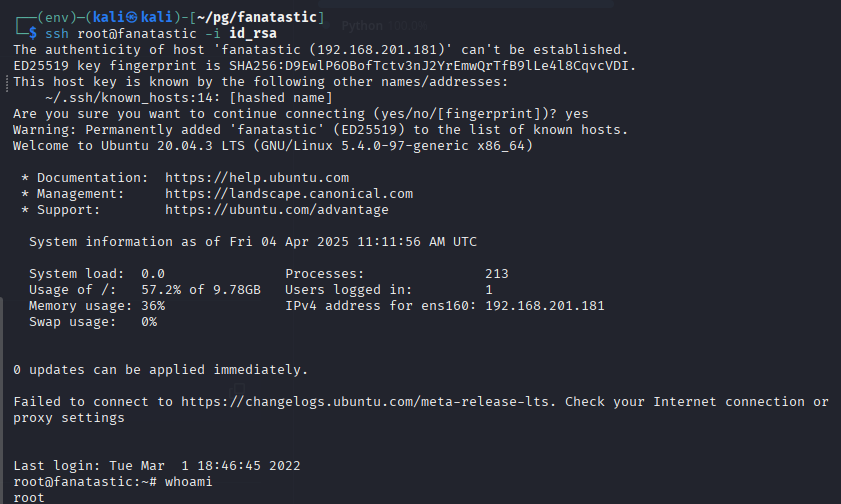 ┌──(env)─(kali㉿kali)-[~/pg/fanatastic]
└─$ ssh root@fanatastic -i id_rsa
The authenticity of host 'fanatastic (192.168.201.181)' can't be established.
ED25519 key fingerprint is SHA256:D9EwlP6OBofTctv3nJ2YrEmwQrTfB9lLe4l8CqvcVDI.
This host key is known by the following other names/addresses:
    ~/.ssh/known_hosts:14: [hashed name]
Are you sure you want to continue connecting (yes/no/[fingerprint])? yes
Warning: Permanently added 'fanatastic' (ED25519) to the list of known hosts.
Welcome to Ubuntu 20.04.3 LTS (GNU/Linux 5.4.0-97-generic x86_64)

 * Documentation:  https://help.ubuntu.com
 * Management:     https://landscape.canonical.com
 * Support:        https://ubuntu.com/advantage

  System information as of Fri 04 Apr 2025 11:11:56 AM UTC

  System load:  0.0               Processes:               213
  Usage of /:   57.2% of 9.78GB   Users logged in:         1
  Memory usage: 36%               IPv4 address for ens160: 192.168.201.181
  Swap usage:   0%

0 updates can be applied immediately.

Failed to connect to https://changelogs.ubuntu.com/meta-release-lts. Check your Internet connection or
proxy settings

Last login: Tue Mar  1 18:46:45 2022
root@fanatastic:~# whoami
root